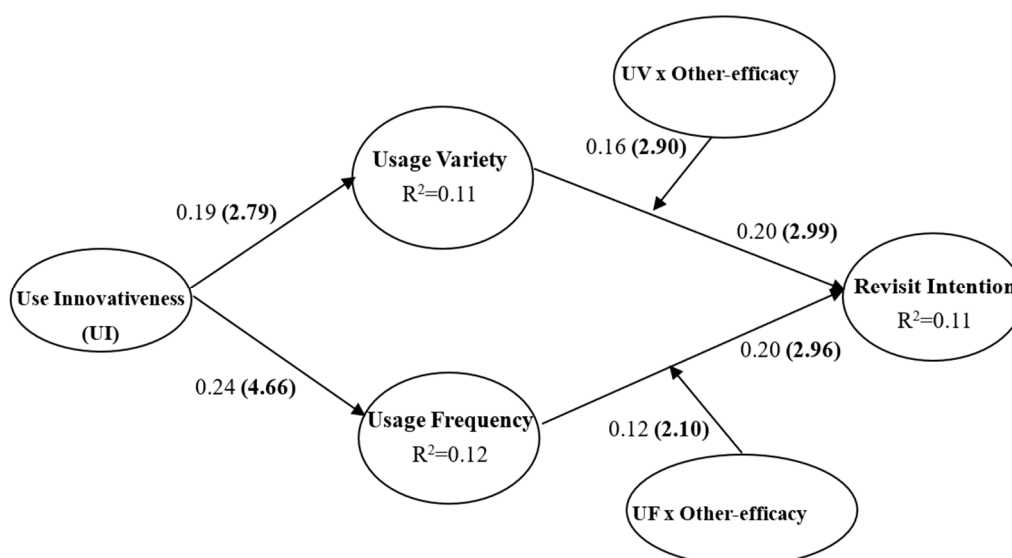 UV x Other-efficacy
0.16 (2.90)
Usage Variety
R²=0.11
0.19 (2.79)
0.20 (2.99)
Use Innovativeness
(UI)
Revisit Intention
R²=0.11
0.20 (2.96)
0.24 (4.66)
Usage Frequency
R²=0.12
0.12 (2.10)
UF x Other-efficacy